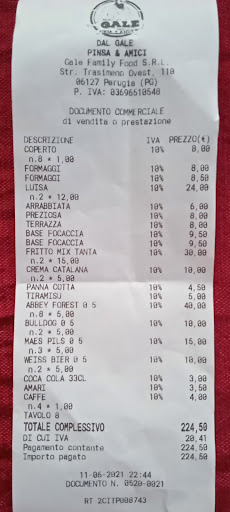 GALE
DAL GALE
PINSA & AMICI
Gale Family Food S.R.L.
Str. Trasimeno Ovest, 110
06127 Perugia (PG)
P. IVA: 03696510548
DOCUMENTO COMMERCIALE
di vendita o prestazione
DESCRIZIONE IVA PREZZO(€)
COPERTO 10% 8,00
n.8 * 1,00
FORMAGGI 10% 8,00
FORMAGGI 10% 8,50
LUISA 10% 24,00
n.2 * 12,00
ARRABBIATA 10% 6,00
PREZIOSA 10% 8,00
TERRAZZA 10% 8,00
BASE FOCACCIA 10% 9,50
BASE FOCACCIA 10% 9,50
FRITTO MIX TANTA 10% 30,00
n.2 * 15,00
CREMA CATALANA 10% 10,00
n.2 * 5,00
PANNA COTTA 10% 4,50
TIRAMISU 10% 5,00
ABBEY FOREST 0 5 10% 40,00
n.8 * 5,00
BULLDOG 0 5 10% 10,00
n.2 * 5,00
MAES PILS 0 5 10% 15,00
n.3 * 5,00
WEISS BIER 0 5 10% 10,00
n.2 * 5,00
COCA COLA 33CL 10% 3,00
AMARI 10% 3,50
CAFFE 10% 4,00
n.4 * 1,00
TAVOLO 8
TOTALE COMPLESSIVO 224,50
DI CUI IVA 20,41
Pagamento contante 224,50
Importo pagato 224,50
11-06-2021 22:44
DOCUMENTO N. 0520-0021
RT 2CITP000743